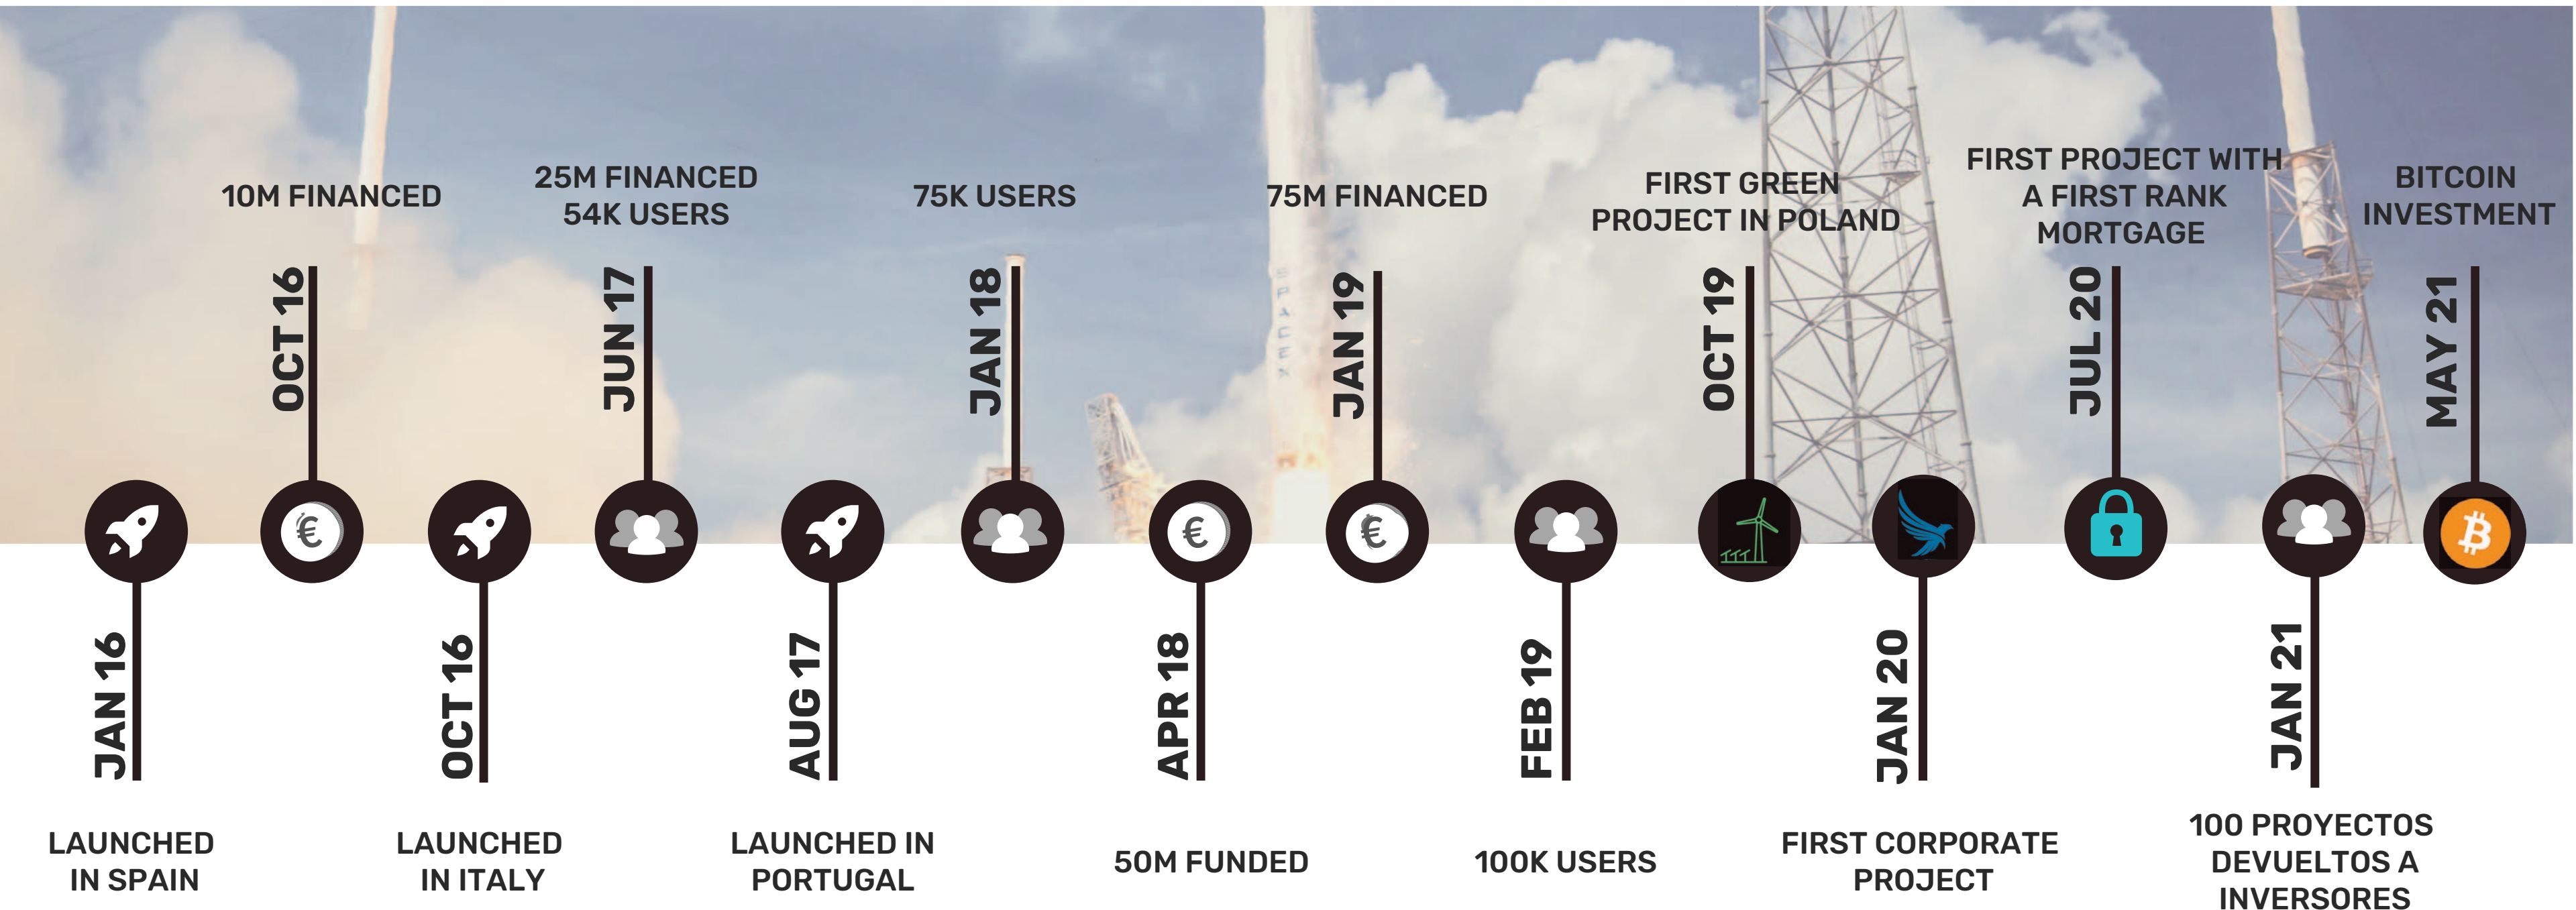 JAN 16
LAUNCHED
IN SPAIN
10M FINANCED
OCT 16
€
OCT 16
LAUNCHED
IN ITALY
25M FINANCED
54K USERS
JUN 17
AUG 17
LAUNCHED IN
PORTUGAL
75K USERS
JAN 18
€
APR 18
50M FUNDED
SPACEX
75M FINANCED
JAN 19
€
FEB 19
100K USERS
FIRST GREEN
PROJECT IN POLAND
OCT 19
JAN 20
FIRST CORPORATE
PROJECT
FIRST PROJECT WITH
A FIRST RANK
MORTGAGE
JUL 20
JAN 21
100 PROYECTOS
DEVUELTOS A
INVERSORES
BITCOIN
INVESTMENT
MAY 21
₿